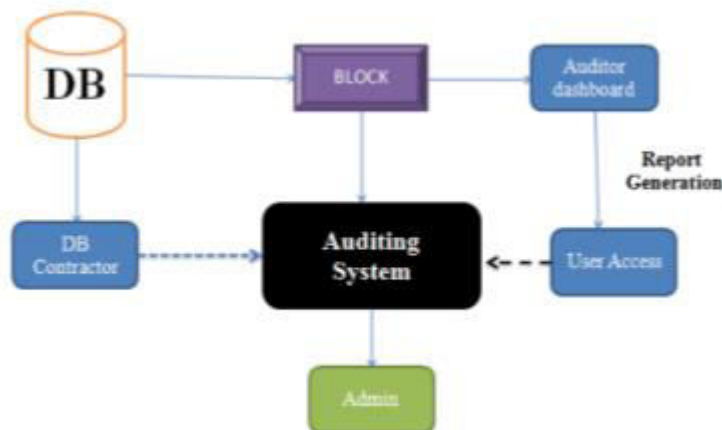 DB
BLOCK
Auditor
dashboard
Report
Generation
DB
Contractor
Auditing
System
User Access
Admin